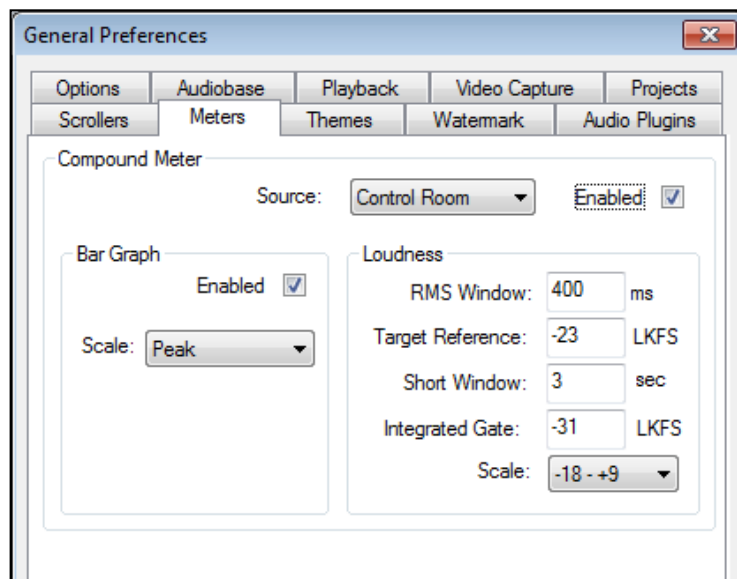 General Preferences
Options Audiobase Playback Video Capture Projects
Scrollers Meters Themes Watermark Audio Plugins
Compound Meter
Source: Control Room Enabled
Bar Graph
Enabled
Scale: Peak
Loudness
RMS Window: 400 ms
Target Reference: -23 LKFS
Short Window: 3 sec
Integrated Gate: -31 LKFS
Scale: -18 - +9